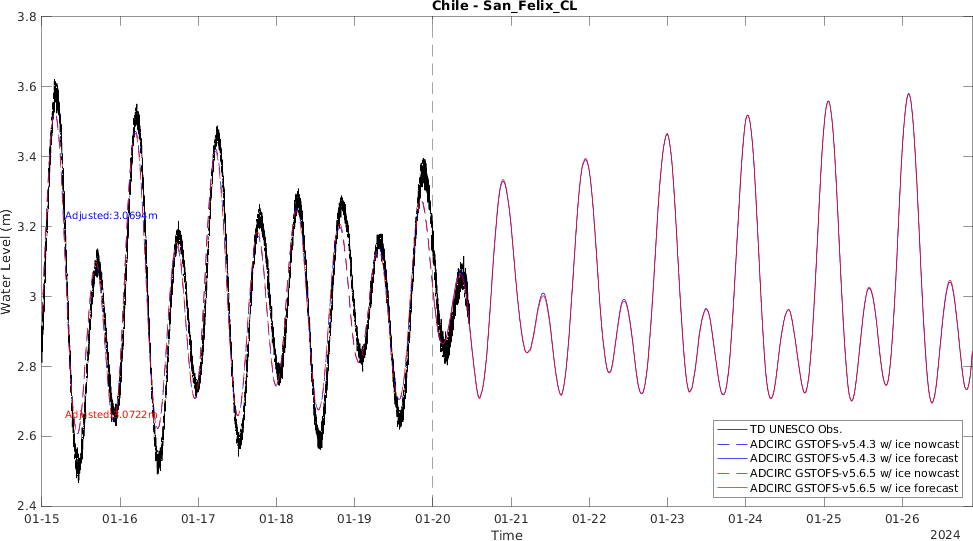 Chile - San_Felix_CL
3.8
3.6
3.4
3.2
3
2.8
2.6
2.4
Water Level (m)
Adjusted:3.0694m
Adjusted:3.0722m
TD UNESCO Obs.
ADCIRC GSTOFS-v5.4.3 w/ ice nowcast
ADCIRC GSTOFS-v5.4.3 w/ ice forecast
ADCIRC GSTOFS-v5.6.5 w/ ice nowcast
ADCIRC GSTOFS-v5.6.5 w/ ice forecast
01-15 01-16 01-17 01-18 01-19 01-20 01-21 01-22 01-23 01-24 01-25 01-26
Time
2024